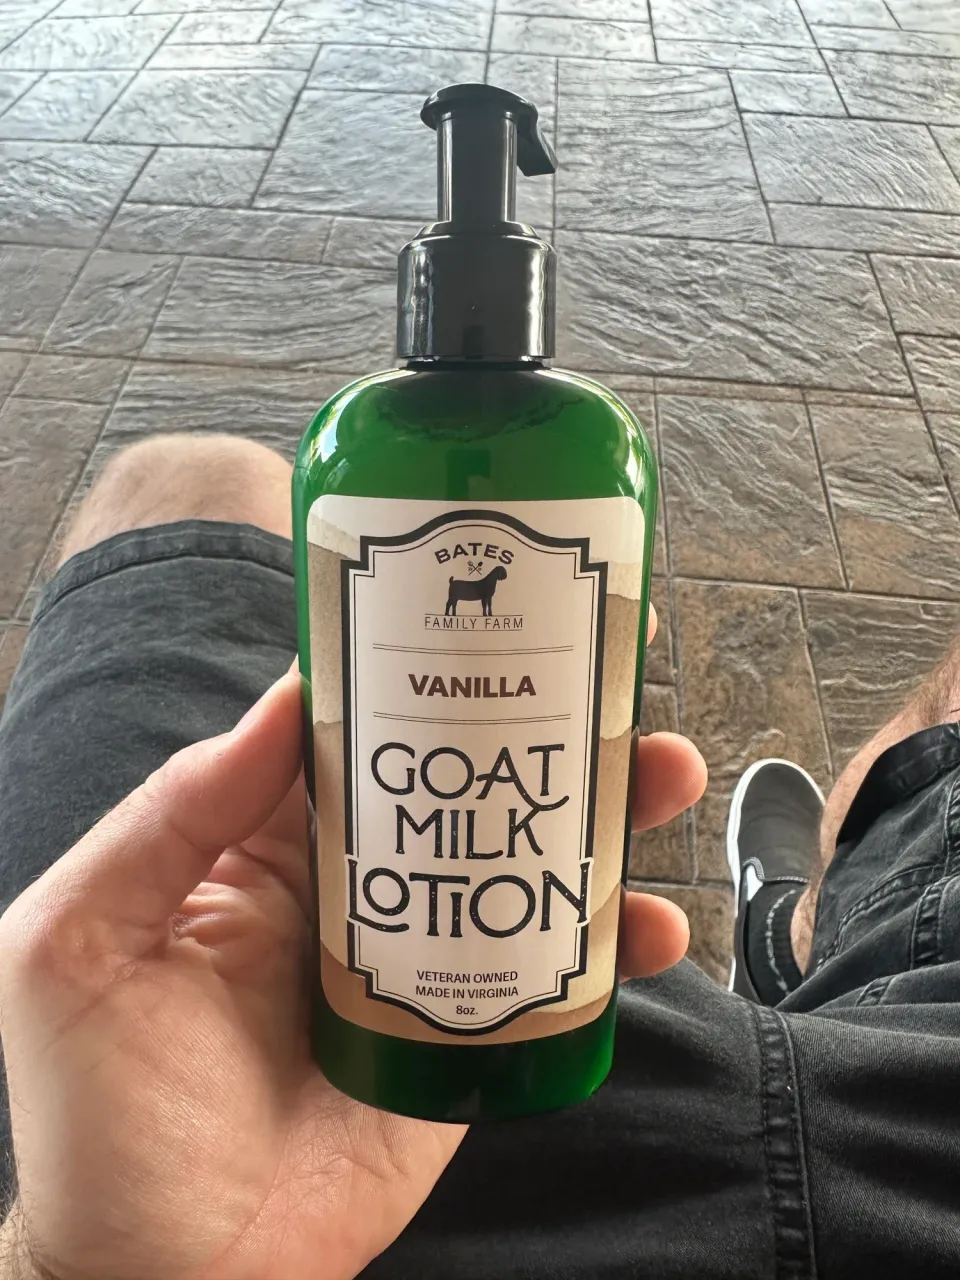 BATES
FAMILY FARM
VANILLA
GOAT
MILK
LOTION
VETERAN OWNED
MADE IN VIRGINIA
8oz.